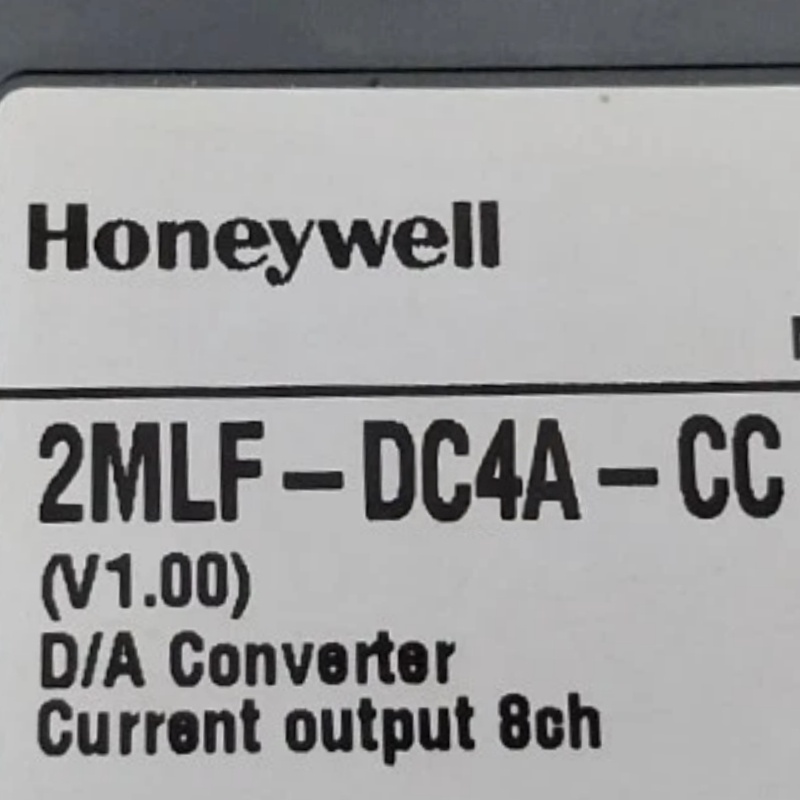 Honeywell
2MLF-DC4A-CC
(V1.00)
D/A Converter
Current output 8ch